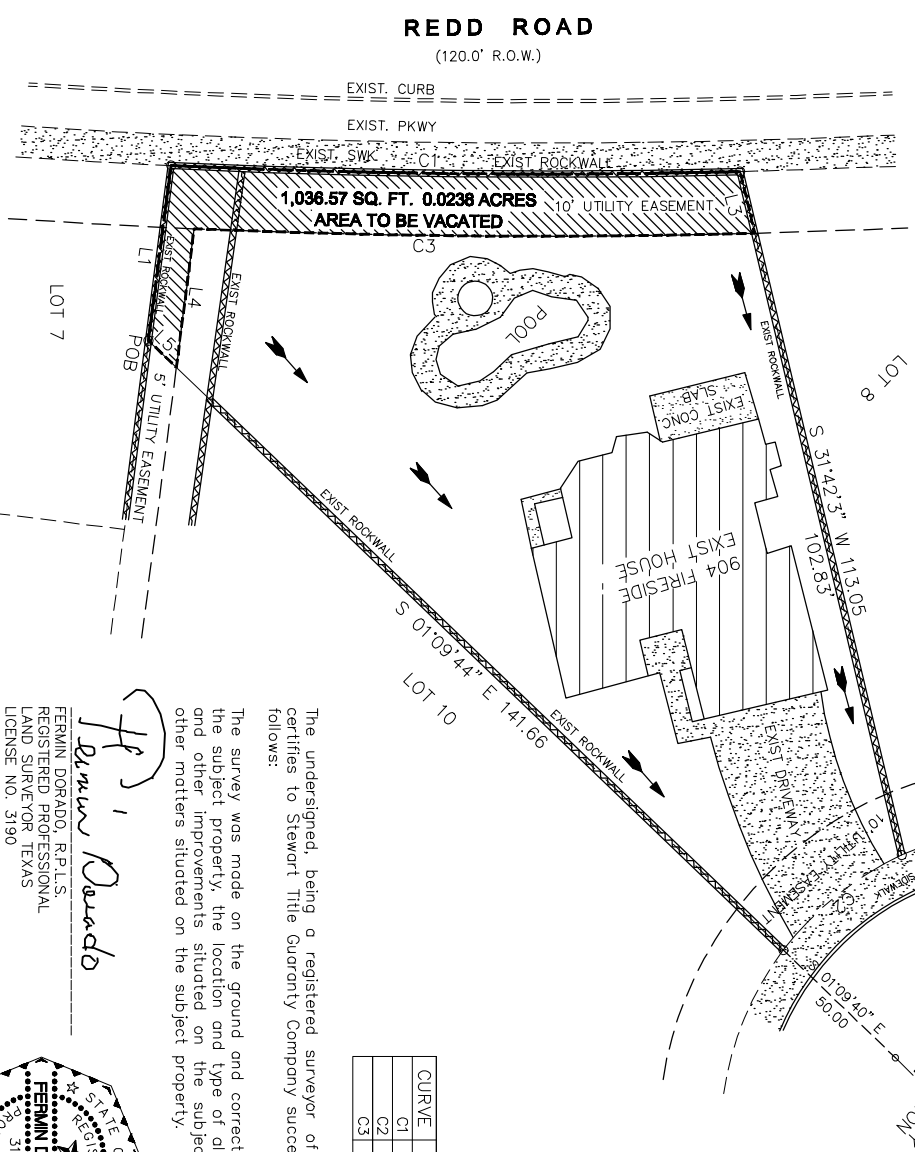 REDD ROAD
(120.0' R.O.W.)
EXIST. CURB
EXIST. PKWY
EXIST. SWK
C1
EXIST ROCKWALL
1,036.57 SQ. FT. 0.0238 ACRES
AREA TO BE VACATED
10' UTILITY EASEMENT
L3
C3
L1
EXIST ROCKWALL
L4
EXIST ROCKWALL
LOT 7
POB
L5
5' UTILITY EASEMENT
POOL
EXIST ROCKWALL
LOT 8
EXIST CONC
SLAB
S 31°42'3" W 113.05
102.83'
904 FIRESIDE
EXIST HOUSE
EXIST ROCKWALL
S 01°09'44" E 141.66
LOT 10
EXIST ROCKWALL
EXIST DRIVEWAY
10' UTILITY EASEMENT
C2
SIDEWALK
S 01°09'40" E
50.00
The undersigned, being a registered surveyor of
certifies to Stewart Title Guaranty Company
follows:
The survey was made on the ground and correct
the subject property, the location and type of
and other improvements situated on the
other matters situated on the subject property.
Fermin Dorado
FERMIN DORADO, R.P.L.S.
REGISTERED PROFESSIONAL
LAND SURVEYOR TEXAS
LICENSE NO. 3190
CURVE
C1
C2
C3
STATE
FERMIN